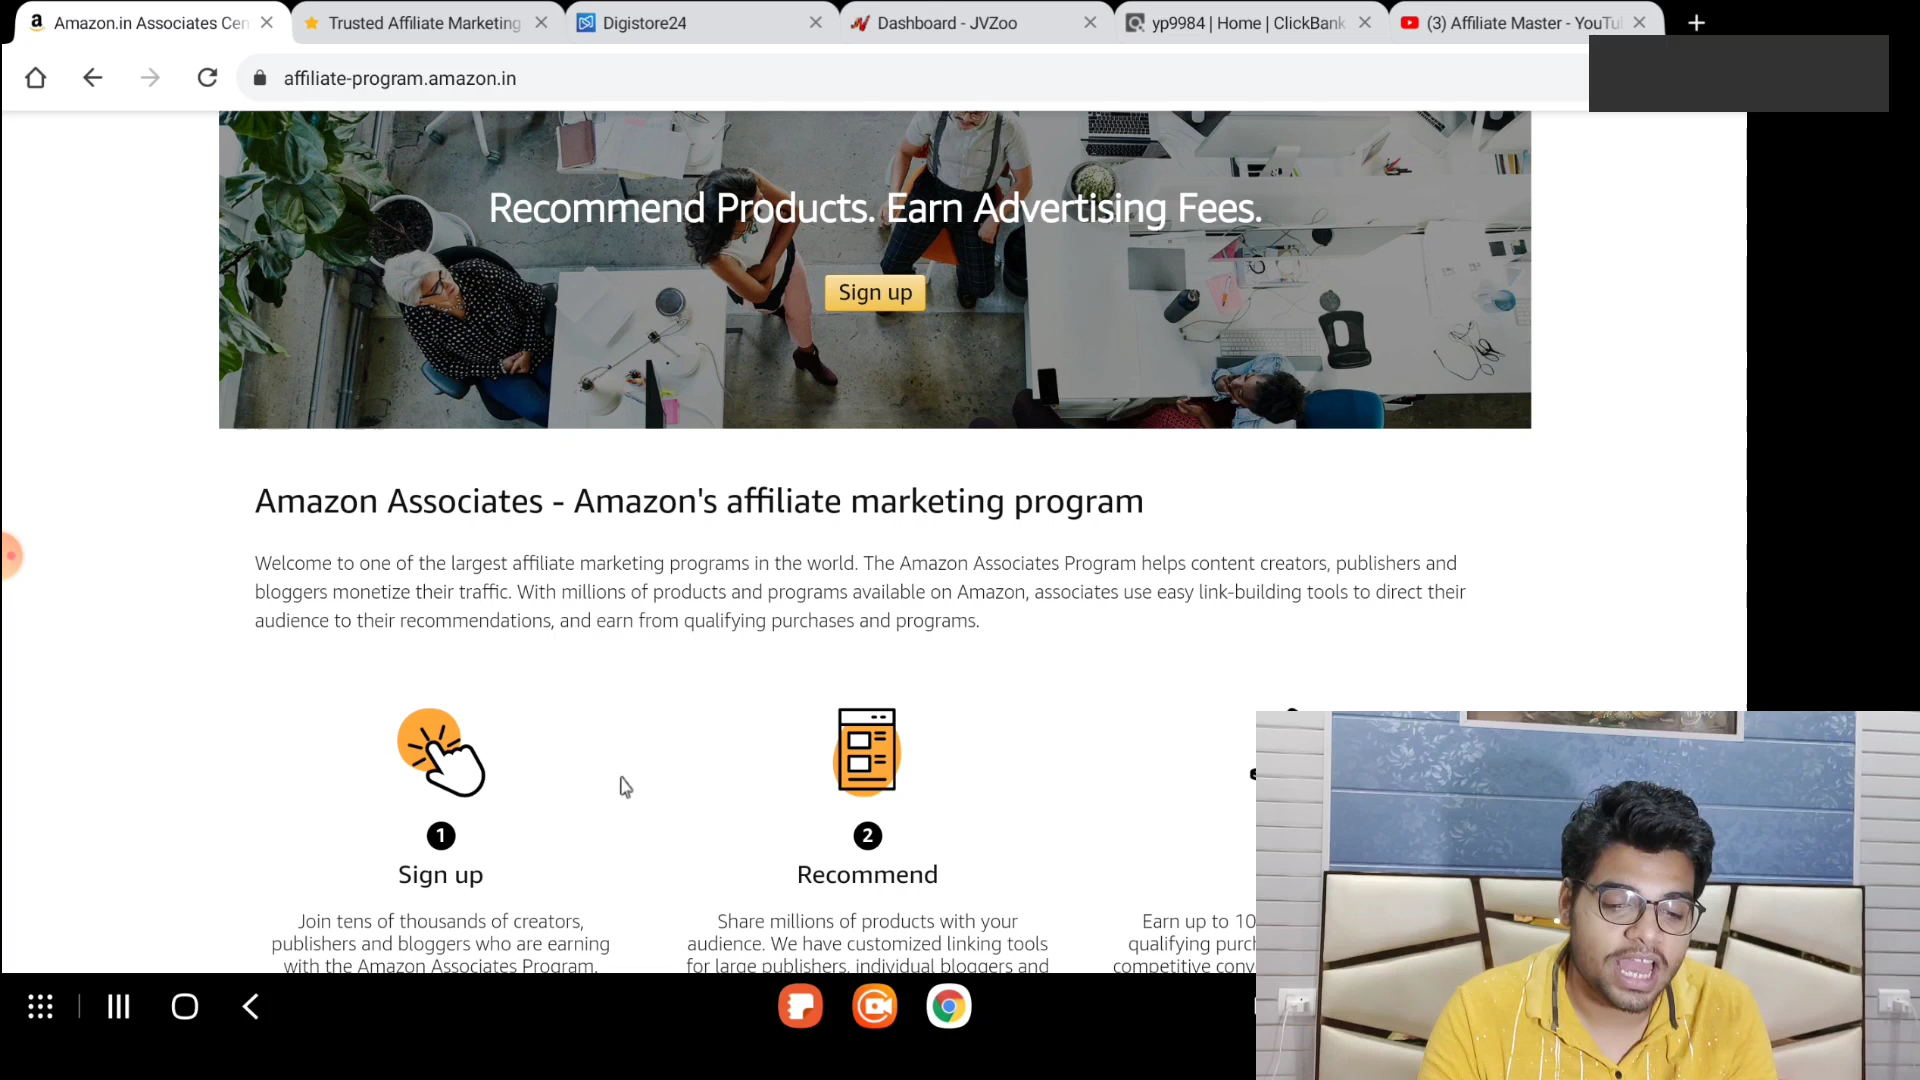 Amazon.in Associates Cen
Trusted Affiliate Marketing
Digistore24
Dashboard - JVZoo
yp9984 | Home | ClickBank
(3) Affiliate Master - YouTu
affiliate-program.amazon.in
Recommend Products. Earn Advertising Fees.
Sign up
Amazon Associates - Amazon's affiliate marketing program
Welcome to one of the largest affiliate marketing programs in the world. The Amazon Associates Program helps content creators, publishers and
bloggers monetize their traffic. With millions of products and programs available on Amazon, associates use easy link-building tools to direct their
audience to their recommendations, and earn from qualifying purchases and programs.
1
Sign up
Join tens of thousands of creators,
publishers and bloggers who are earning
with the Amazon Associates Program.
2
Recommend
Share millions of products with your
audience. We have customized linking tools
for large publishers, individual bloggers and
Earn up to 10
qualifying purch
competitive conv